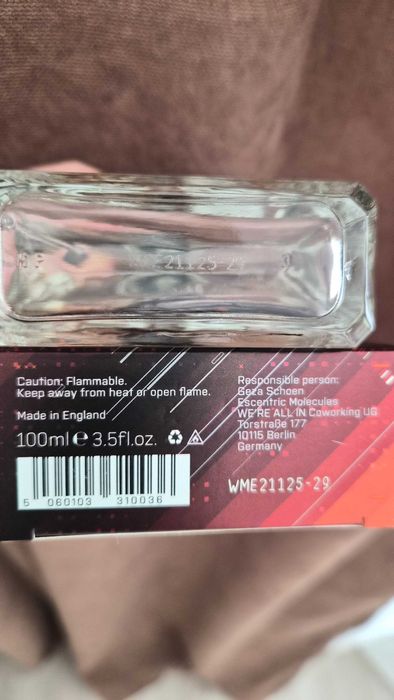 WME21125-29
Caution: Flammable.
Keep away from heat or open flame.
Made in England
100ml e 3.5fl.oz.
5 060103 310036
Responsible person:
Geza Schoen
Escentric Molecules
WE'RE ALL IN Coworking UG
Torstraße 177
10115 Berlin
Germany
WME21125-29